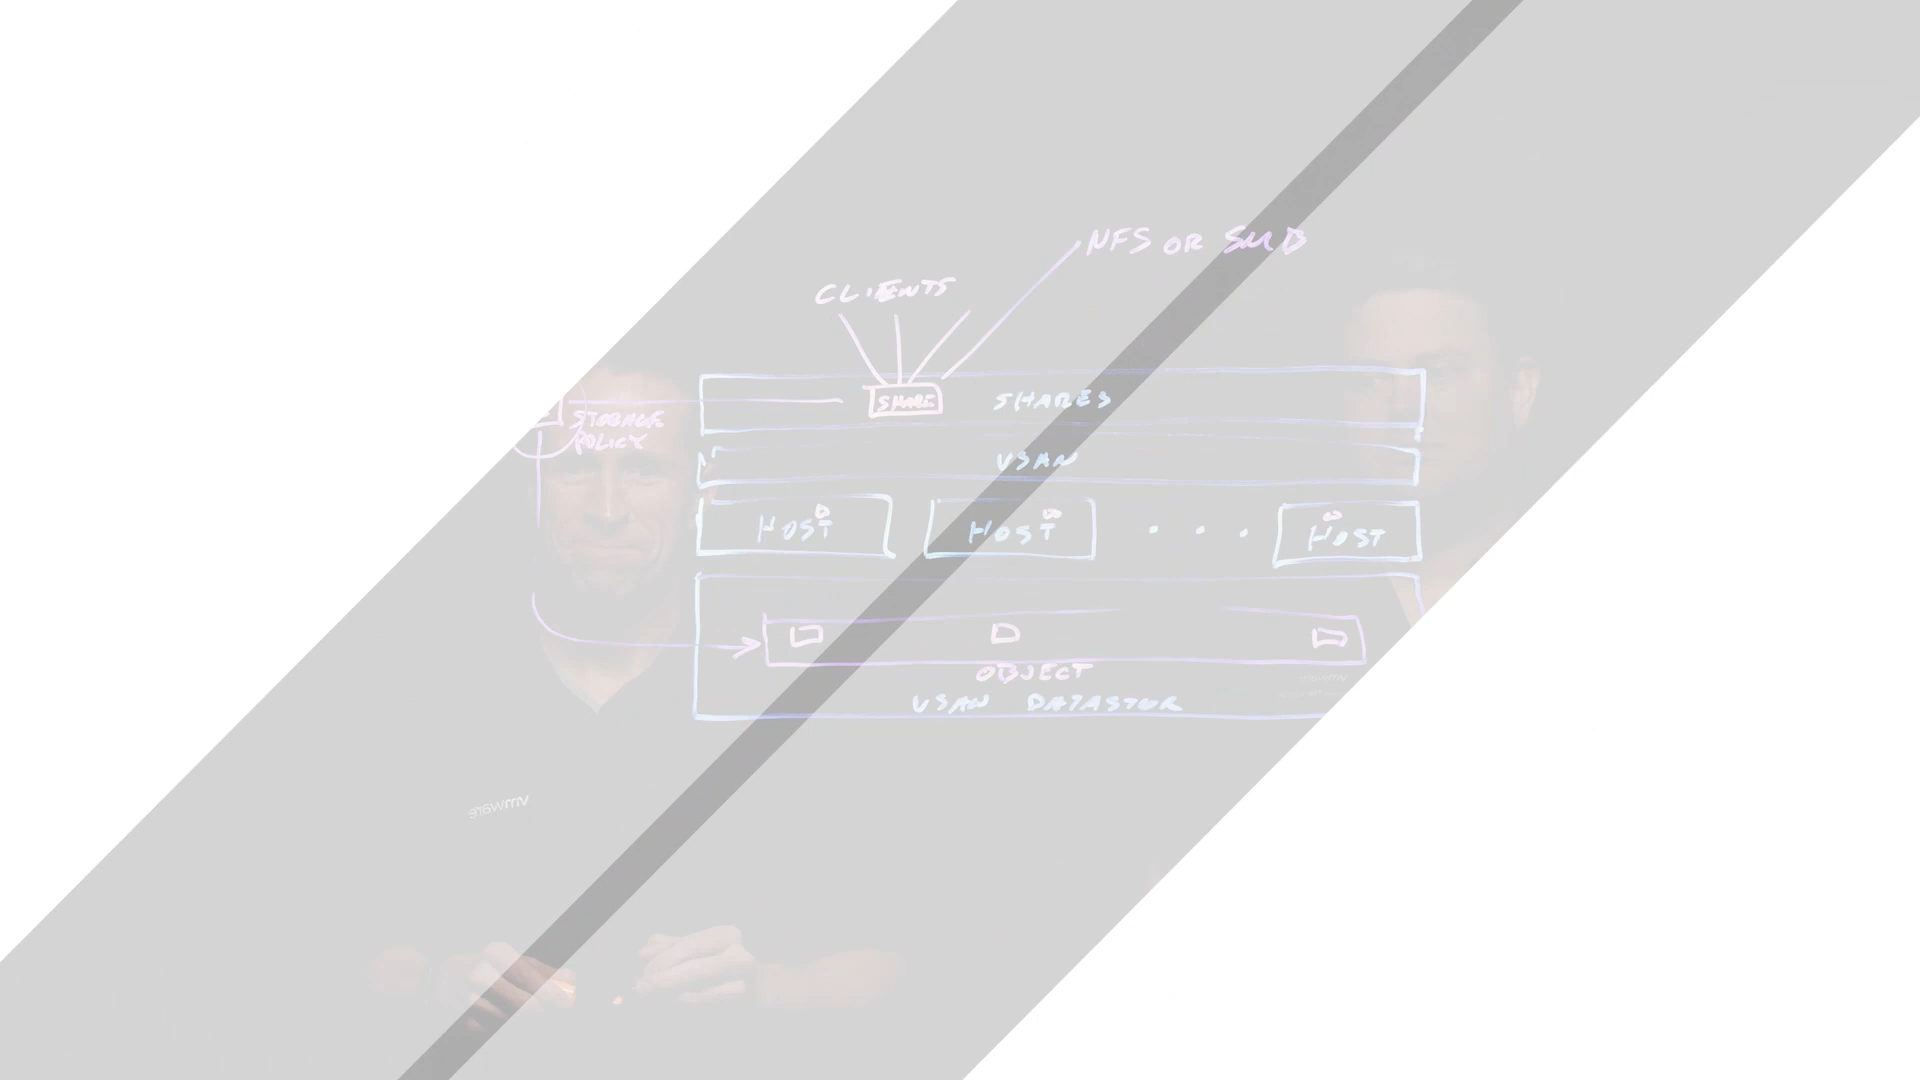 NFS OR SMB
CLIENTS
SHARE SHARES
STORAGE
POLICY
VSAN
HOST HOST . . . HOST
OBJECT
VSAN DATASTOR
vmware